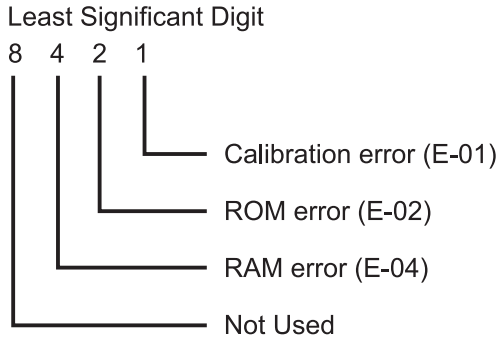 Least Significant Digit
8 4 2 1
Calibration error (E-01)
ROM error (E-02)
RAM error (E-04)
Not Used